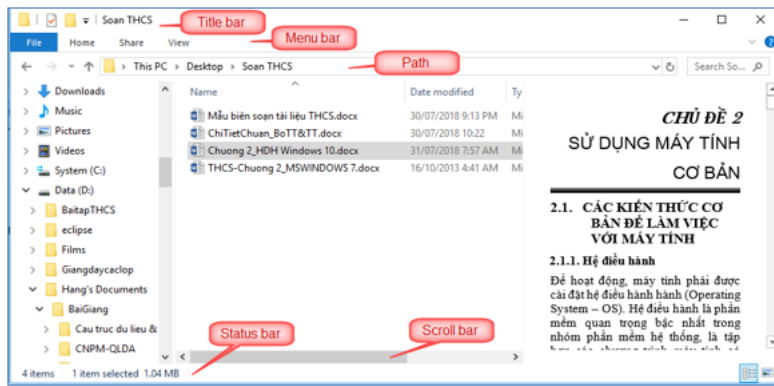 Soan THCS
Title bar
File Home Share View
Menu bar
This PC > Desktop > Soan THCS
Path
Search So...
Downloads
Music
Pictures
Videos
System (C:)
Data (D:)
BaitapTHCS
eclipse
Films
Giangdaycaclop
Hang's Documents
BaiGiang
Cau truc du lieu &
CNPM-QLDA
Name Date modified Ty
Mẫu biên soạn tài liệu THCS.docx 30/07/2018 9:13 PM Mi
ChiTietChuan_BoTT&TT.docx 30/07/2018 10:22 Mi
Chuong 2_HDH Windows 10.docx 31/07/2018 7:57 AM Mi
THCS-Chuong 2_MSWINDOWS 7.docx 16/10/2013 4:41 AM Mi
Status bar
Scroll bar
CHỦ ĐỀ 2
SỬ DỤNG MÁY TÍNH
CƠ BẢN
2.1. CÁC KIẾN THỨC CƠ
BẢN ĐỂ LÀM VIỆC
VỚI MÁY TÍNH
2.1.1. Hệ điều hành
Để hoạt động, máy tính phải được
cài đặt hệ điều hành hành (Operating
System – OS). Hệ điều hành là phần
mềm quan trọng bậc nhất trong
nhóm phần mềm hệ thống, là tập
4 items 1 item selected 1.04 MB